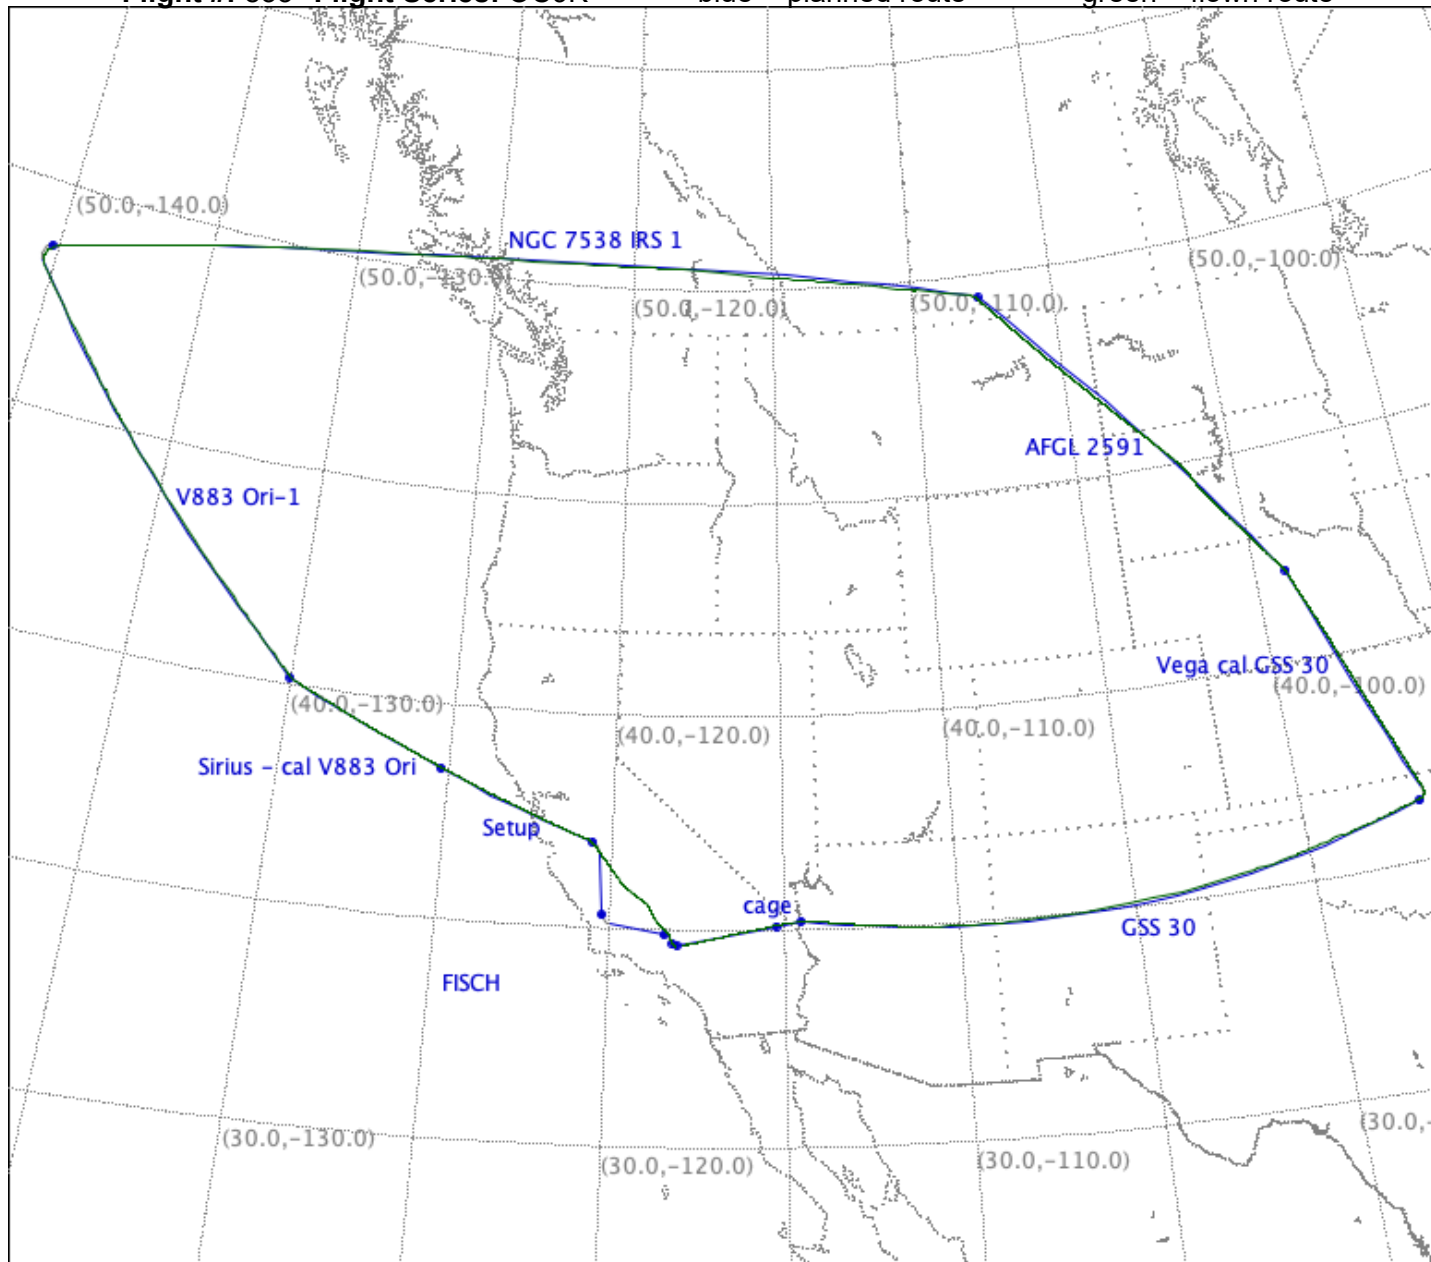 (50.0,-140.0)
NGC 7538 IRS 1
(50.0,-130.0)
(50.0,-120.0)
(50.0,-110.0)
(50.0,-100.0)
AFGL 2591
V883 Ori-1
Vega cal GSS 30
(40.0,-100.0)
(40.0,-130.0)
(40.0,-120.0)
(40.0,-110.0)
Sirius - cal V883 Ori
Setup
cage
GSS 30
FISCH
(30.0,-130.0)
(30.0,-120.0)
(30.0,-110.0)
(30.0,-